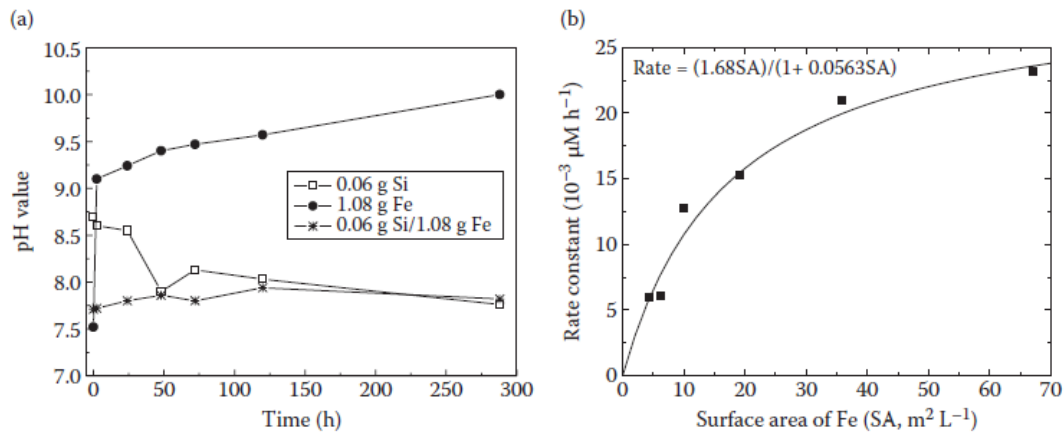 (a)
10.5
10.0
9.5
9.0
8.5
8.0
7.5
7.0
pH value
0 50 100 150 200 250 300
Time (h)
0.06 g Si
1.08 g Fe
0.06 g Si/1.08 g Fe
(b)
Rate = (1.68SA)/(1+ 0.0563SA)
25
20
15
10
5
0
Rate constant (10⁻³ µM h⁻¹)
0 10 20 30 40 50 60 70
Surface area of Fe (SA, m² L⁻¹)